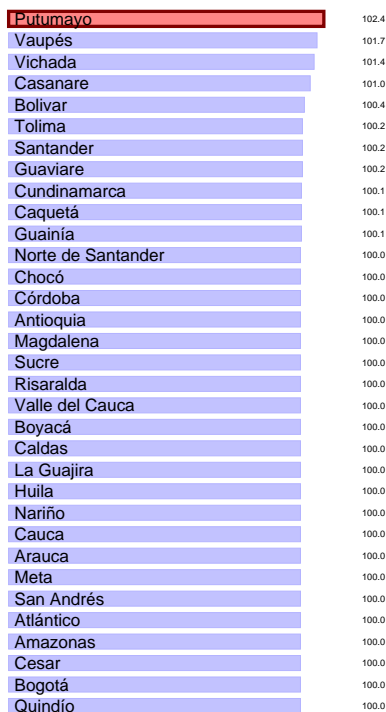 Putumayo 102.4
Vaupés 101.7
Vichada 101.4
Casanare 101.0
Bolivar 100.4
Tolima 100.2
Santander 100.2
Guaviare 100.2
Cundinamarca 100.1
Caquetá 100.1
Guainía 100.1
Norte de Santander 100.0
Chocó 100.0
Córdoba 100.0
Antioquia 100.0
Magdalena 100.0
Sucre 100.0
Risaralda 100.0
Valle del Cauca 100.0
Boyacá 100.0
Caldas 100.0
La Guajira 100.0
Huila 100.0
Nariño 100.0
Cauca 100.0
Arauca 100.0
Meta 100.0
San Andrés 100.0
Atlántico 100.0
Amazonas 100.0
Cesar 100.0
Bogotá 100.0
Quindío 100.0